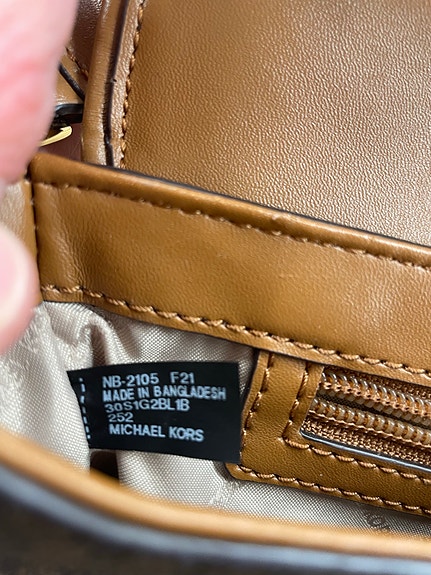 NB-2105 F21
MADE IN BANGLADESH
30S1G2BL1B
252
MICHAEL KORS